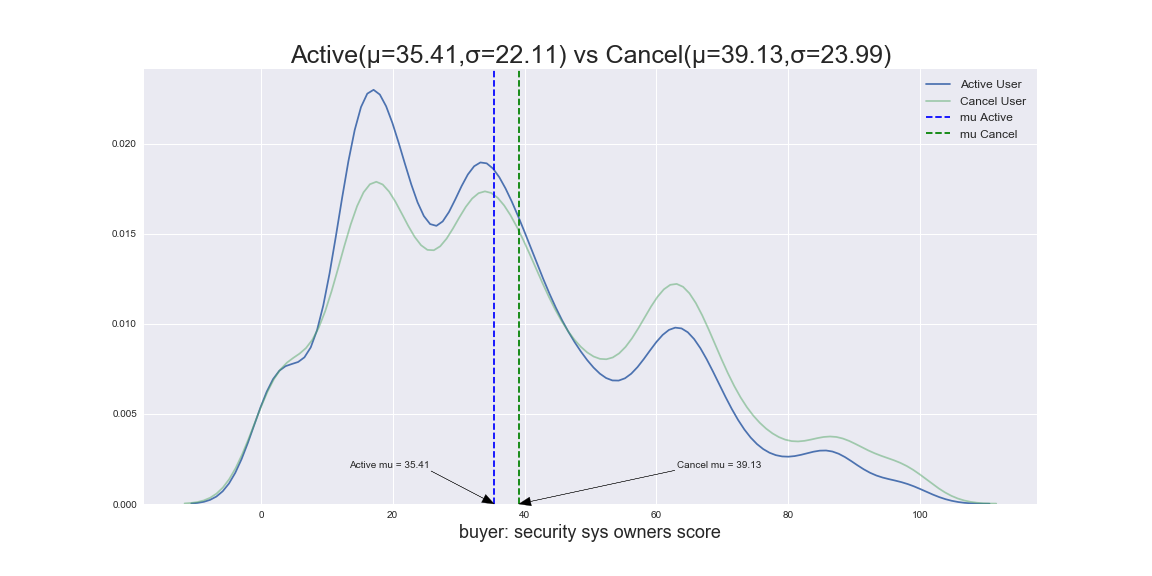 Active(μ=35.41,σ=22.11) vs Cancel(μ=39.13,σ=23.99)
Active User
Cancel User
mu Active
mu Cancel
0.020
0.015
0.010
0.005
0.000
Active mu = 35.41
Cancel mu = 39.13
0 20 40 60 80 100
buyer: security sys owners score